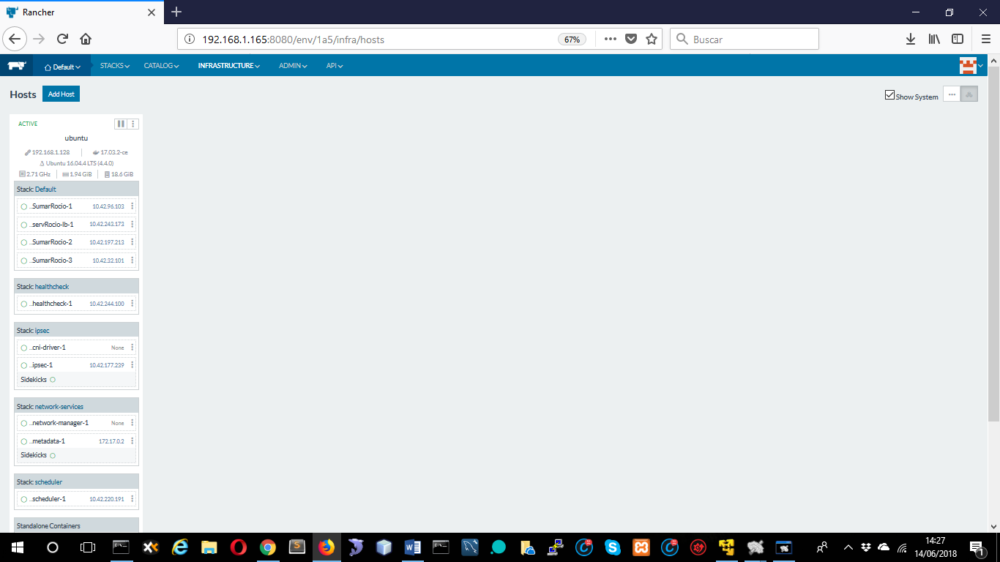 Rancher
192.168.1.165:8080/env/1a5/infra/hosts
67%
Buscar
Default
STACKS
CATALOG
INFRASTRUCTURE
ADMIN
API
Hosts
Add Host
Show System
ACTIVE
ubuntu
192.168.1.128
17.03.2-ce
Ubuntu 16.04.4 LTS (4.4.0)
2.71 GHz
1.94 GiB
18.6 GiB
Stack: Default
..SumarRocio-1 10.42.96.103
..servRocio-lb-1 10.42.243.173
..SumarRocio-2 10.42.197.213
..SumarRocio-3 10.42.32.101
Stack: healthcheck
..healthcheck-1 10.42.244.100
Stack: ipsec
..cni-driver-1 None
..ipsec-1 10.42.177.239
Sidekicks
Stack: network-services
..network-manager-1 None
..metadata-1 172.17.0.2
Sidekicks
Stack: scheduler
..scheduler-1 10.42.220.191
Standalone Containers
14:27
14/06/2018
1